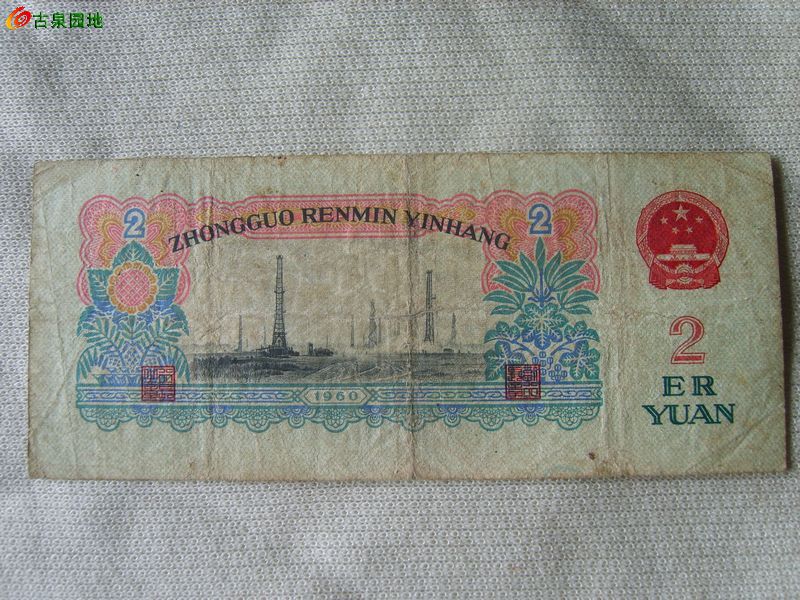 古泉园地
2 2
ZHONGGUO RENMIN YINHANG
1960
2
ER
YUAN